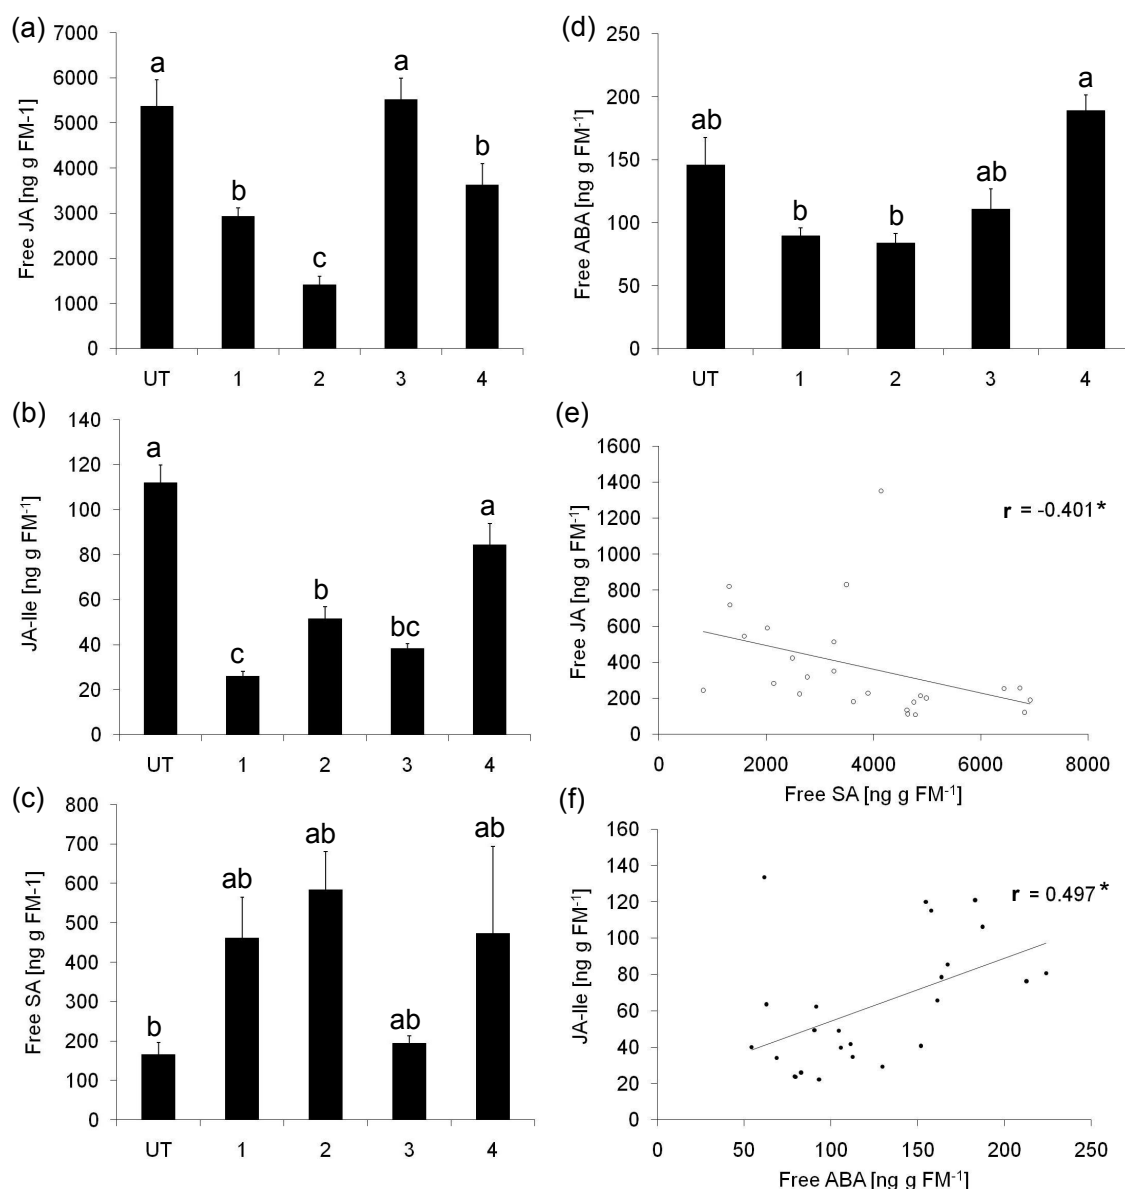 (a)
7000
6000
5000
4000
3000
2000
1000
0
Free JA [ng g FM-1]
a
b
c
a
b
UT 1 2 3 4
(b)
140
120
100
80
60
40
20
0
JA-Ile [ng g FM-1]
a
c
b
bc
a
UT 1 2 3 4
(c)
800
700
600
500
400
300
200
100
0
Free SA [ng g FM-1]
b
ab
ab
ab
ab
UT 1 2 3 4
(d)
250
200
150
100
50
0
Free ABA [ng g FM-1]
ab
b
b
ab
a
UT 1 2 3 4
(e)
1600
1400
1200
1000
800
600
400
200
0
Free JA [ng g FM-1]
r = -0.401*
0 2000 4000 6000 8000
Free SA [ng g FM-1]
(f)
160
140
120
100
80
60
40
20
0
JA-Ile [ng g FM-1]
r = 0.497*
0 50 100 150 200 250
Free ABA [ng g FM-1]